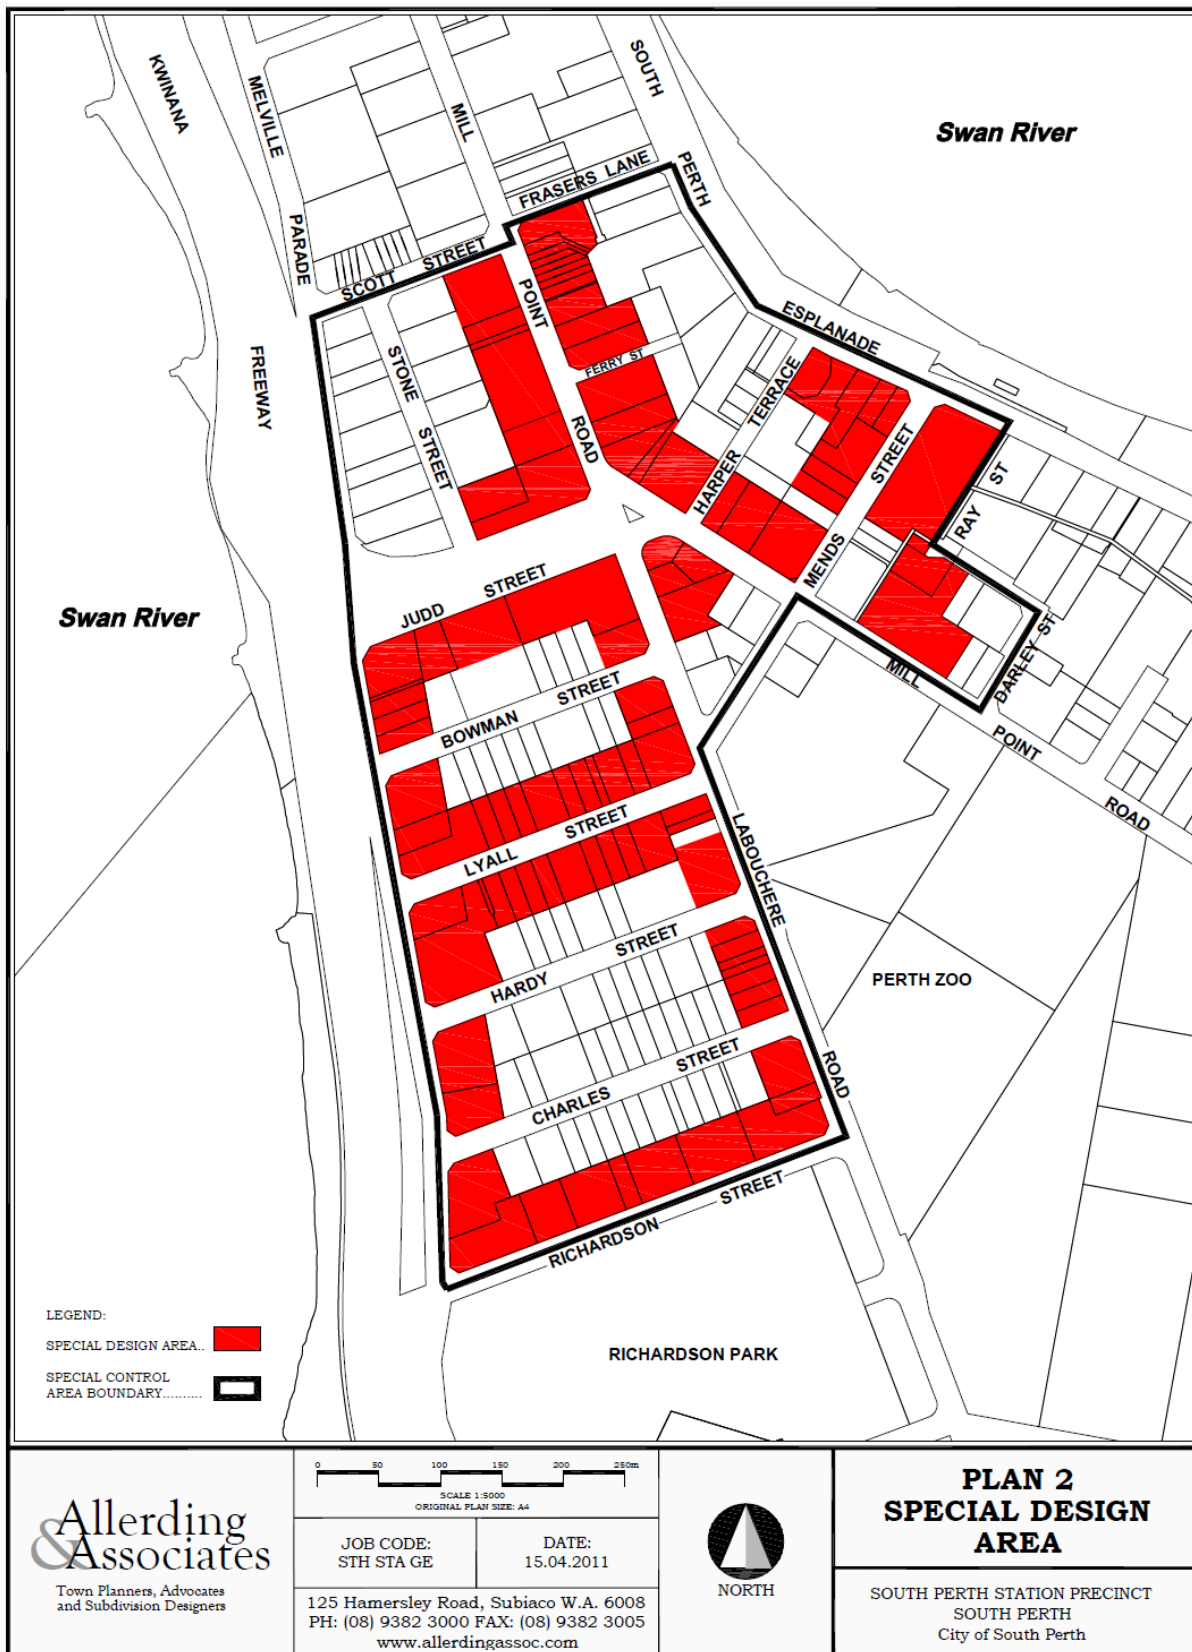 KWINANA
MELVILLE
PARADE
FREEWAY
MILL
SOUTH
PERTH
ESPLANADE
Swan River
FRASERS LANE
SCOTT STREET
POINT
ROAD
STONE
STREET
FERRY ST
HARPER TERRACE
MENDS STREET
RAY ST
DARLEY ST
MILL
POINT
ROAD
Swan River
JUDD STREET
BOWMAN STREET
LYALL STREET
LABOUCHERE
ROAD
HARDY STREET
CHARLES STREET
RICHARDSON STREET
PERTH ZOO
RICHARDSON PARK
LEGEND:
SPECIAL DESIGN AREA..
SPECIAL CONTROL
AREA BOUNDARY..........
Allerding
& Associates
Town Planners, Advocates
and Subdivision Designers
0 50 100 150 200 250m
SCALE 1:5000
ORIGINAL PLAN SIZE: A4
JOB CODE:
STH STA GE
DATE:
15.04.2011
125 Hamersley Road, Subiaco W.A. 6008
PH: (08) 9382 3000 FAX: (08) 9382 3005
www.allerdingassoc.com
NORTH
PLAN 2
SPECIAL DESIGN
AREA
SOUTH PERTH STATION PRECINCT
SOUTH PERTH
City of South Perth